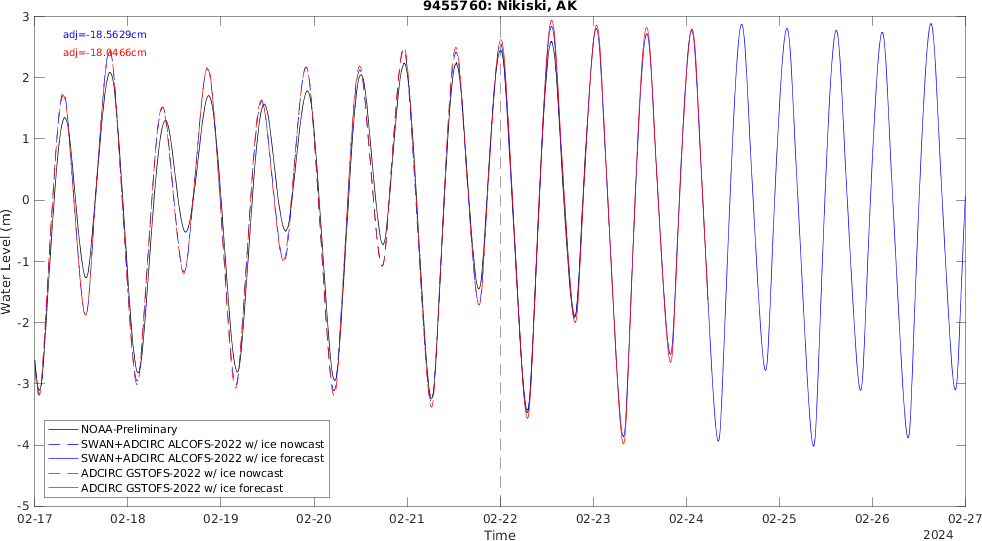 9455760: Nikiski, AK
adj=-18.5629cm
adj=-18.0466cm
Water Level (m)
3
2
1
0
-1
-2
-3
-4
-5
NOAA-Preliminary
SWAN+ADCIRC ALCOFS-2022 w/ ice nowcast
SWAN+ADCIRC ALCOFS-2022 w/ ice forecast
ADCIRC GSTOFS-2022 w/ ice nowcast
ADCIRC GSTOFS-2022 w/ ice forecast
02-17 02-18 02-19 02-20 02-21 02-22 02-23 02-24 02-25 02-26 02-27
Time
2024